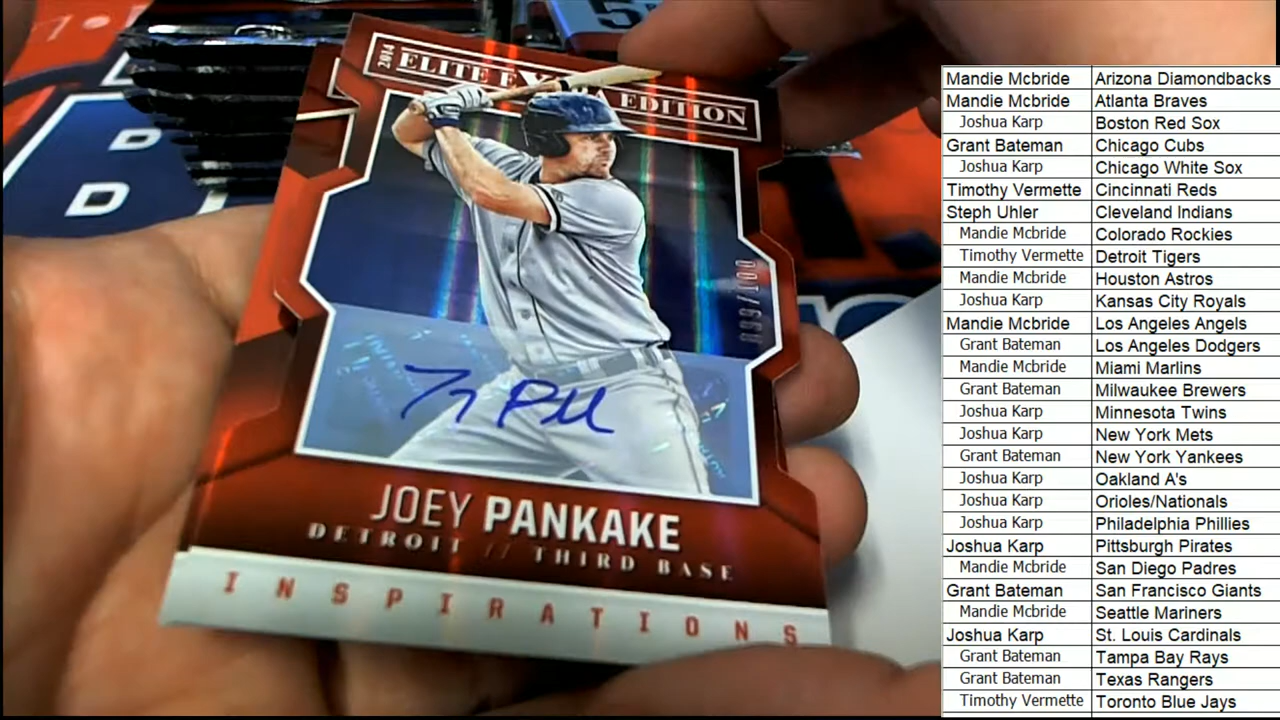 2014
ELITE EXTRA EDITION
099/100
JOEY PANKAKE
DETROIT // THIRD BASE
INSPIRATIONS
Mandie Mcbride Arizona Diamondbacks
Mandie Mcbride Atlanta Braves
Joshua Karp Boston Red Sox
Grant Bateman Chicago Cubs
Joshua Karp Chicago White Sox
Timothy Vermette Cincinnati Reds
Steph Uhler Cleveland Indians
Mandie Mcbride Colorado Rockies
Timothy Vermette Detroit Tigers
Mandie Mcbride Houston Astros
Joshua Karp Kansas City Royals
Mandie Mcbride Los Angeles Angels
Grant Bateman Los Angeles Dodgers
Mandie Mcbride Miami Marlins
Grant Bateman Milwaukee Brewers
Joshua Karp Minnesota Twins
Joshua Karp New York Mets
Grant Bateman New York Yankees
Joshua Karp Oakland A's
Joshua Karp Orioles/Nationals
Joshua Karp Philadelphia Phillies
Joshua Karp Pittsburgh Pirates
Mandie Mcbride San Diego Padres
Grant Bateman San Francisco Giants
Mandie Mcbride Seattle Mariners
Joshua Karp St. Louis Cardinals
Grant Bateman Tampa Bay Rays
Grant Bateman Texas Rangers
Timothy Vermette Toronto Blue Jays